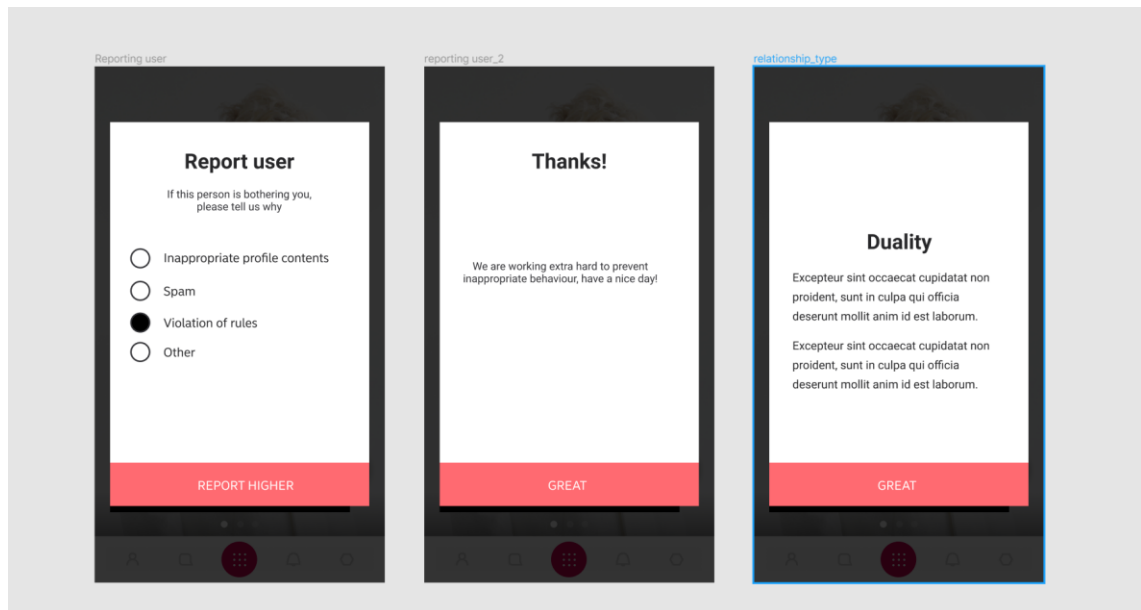 Reporting user
reporting user_2
relationship_type
Report user
If this person is bothering you,
please tell us why
Inappropriate profile contents
Spam
Violation of rules
Other
REPORT HIGHER
Thanks!
We are working extra hard to prevent
inappropriate behaviour, have a nice day!
GREAT
Duality
Excepteur sint occaecat cupidatat non
proident, sunt in culpa qui officia
deserunt mollit anim id est laborum.
Excepteur sint occaecat cupidatat non
proident, sunt in culpa qui officia
deserunt mollit anim id est laborum.
GREAT